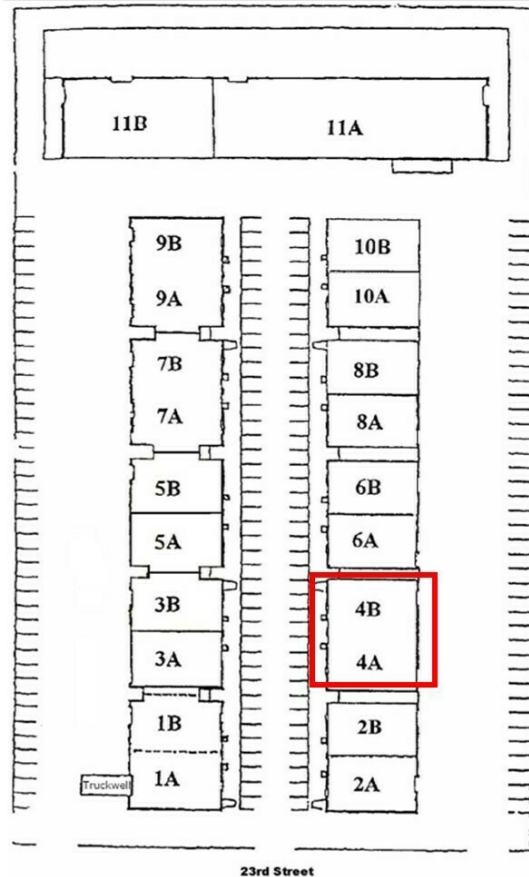 11B 11A
9B 10B
9A 10A
7B 8B
7A 8A
5B 6B
5A 6A
3B 4B
3A 4A
1B 2B
1A 2A
Truckwell
23rd Street